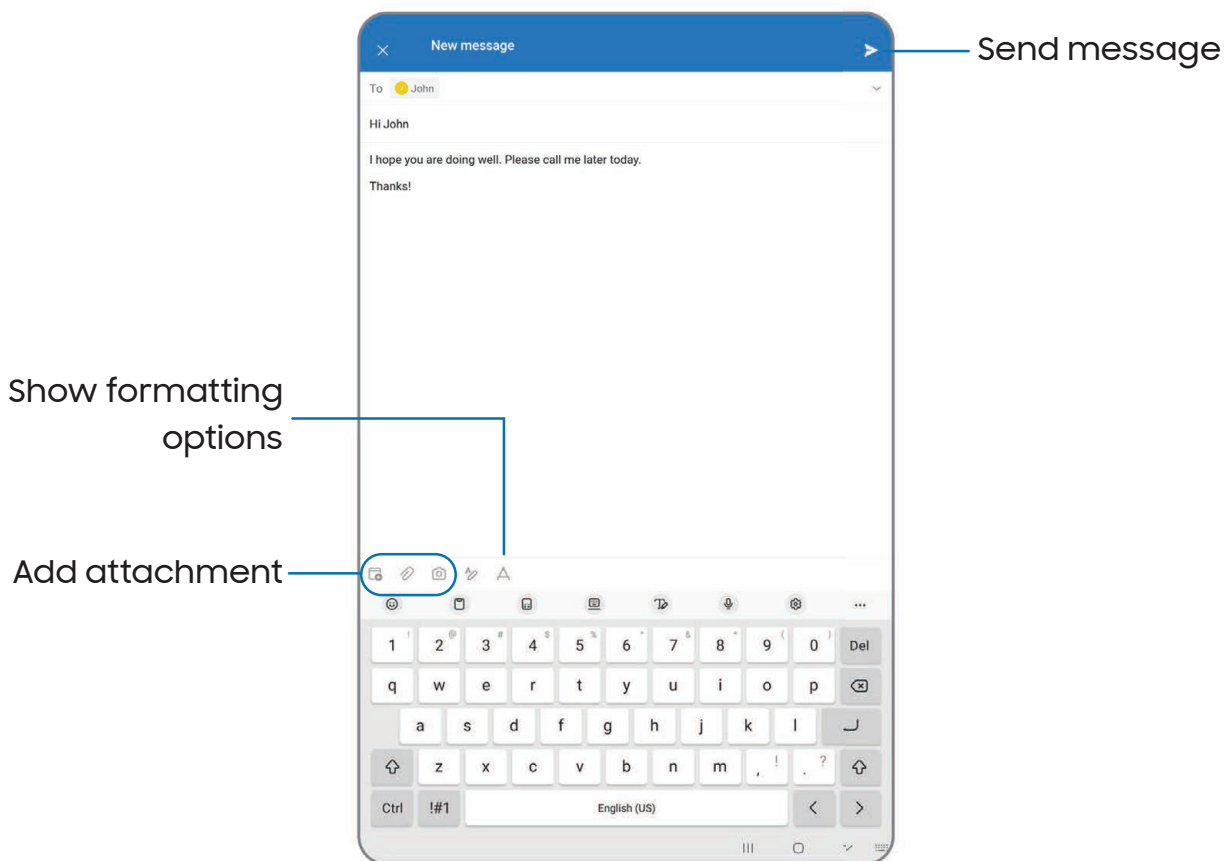 New message
Send message
To John
Hi John
I hope you are doing well. Please call me later today.
Thanks!
Show formatting
options
Add attachment
1 ! 2 @ 3 # 4 $ 5 % 6 ^ 7 & 8 * 9 ( 0 ) Del
q w e r t y u i o p
a s d f g h j k l
z x c v b n m , ! . ?
Ctrl !#1 English (US) < >